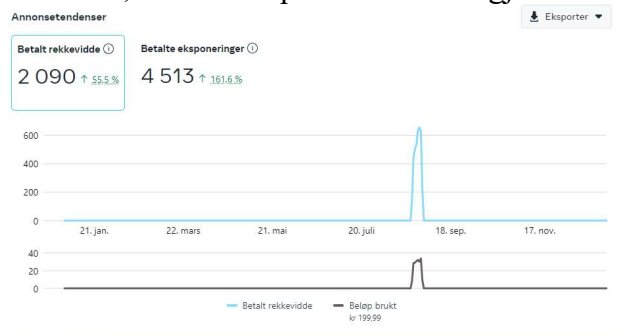 Annonsetendenser
Eksporter
Betalt rekkevidde
Betalte eksponeringer
2 090 ↑ 55,5 %
4 513 ↑ 161,6 %
600
400
200
0
21. jan. 22. mars 21. mai 20. juli 18. sep. 17. nov.
40
20
0
Betalt rekkevidde Beløp brukt
kr 199,99